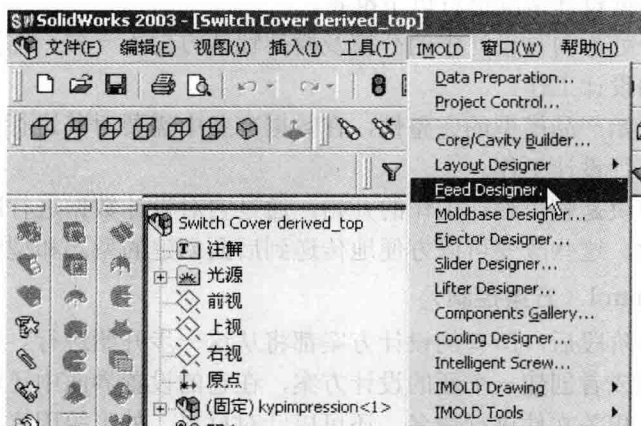 SolidWorks 2003 - [Switch Cover derived_top]
文件(F) 编辑(E) 视图(V) 插入(I) 工具(T) IMOLD 窗口(W) 帮助(H)
Data Preparation...
Project Control...
Core/Cavity Builder...
Layout Designer
Feed Designer...
Moldbase Designer...
Ejector Designer...
Slider Designer...
Lifter Designer...
Components Gallery...
Cooling Designer...
Intelligent Screw...
IMOLD Drawing
IMOLD Tools
Switch Cover derived_top
注解
光源
前视
上视
右视
原点
(固定) kypimpression<1>